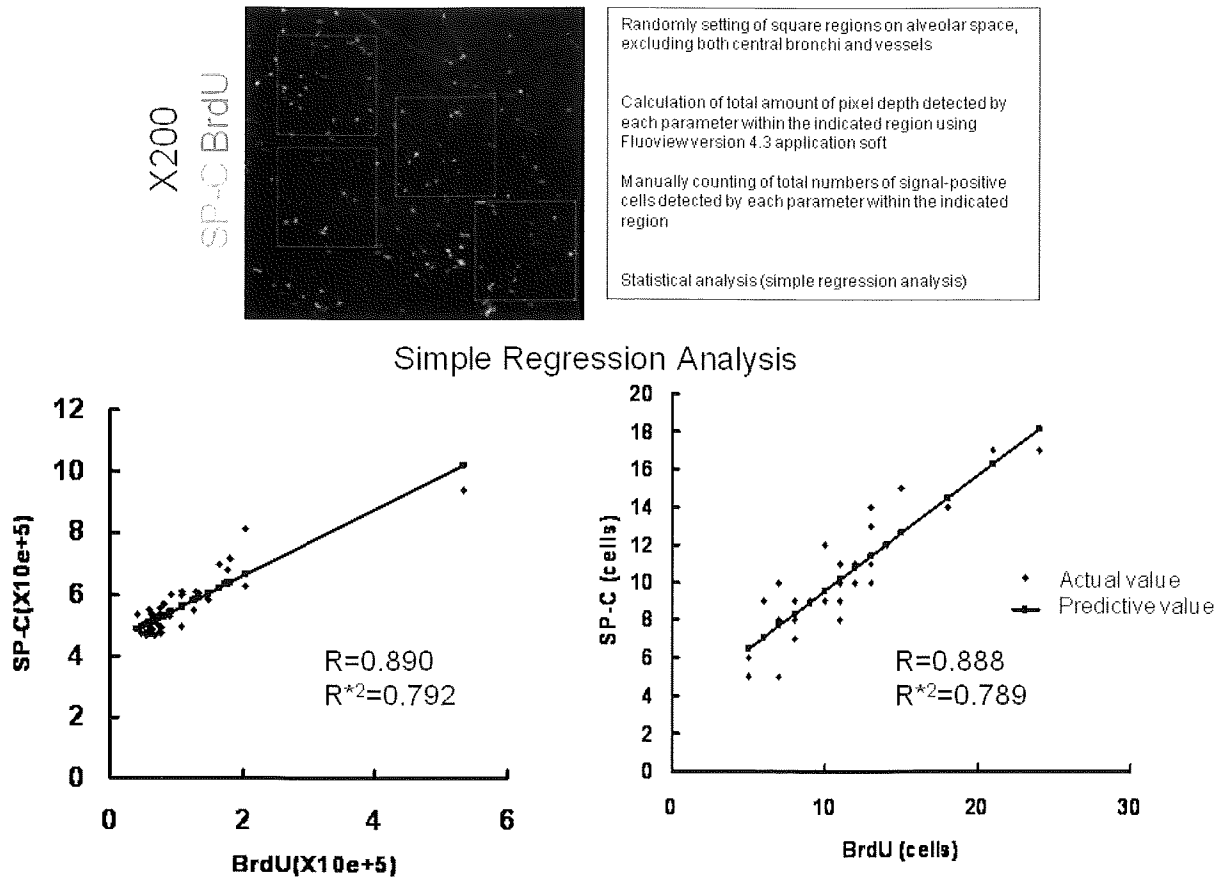 X200
SP-C BrdU
Randomly setting of square regions on alveolar space,
excluding both central bronchi and vessels
Calculation of total amount of pixel depth detected by
each parameter within the indicated region using
Fluoview version 4.3 application soft
Manually counting of total numbers of signal-positive
cells detected by each parameter within the indicated
region
Statistical analysis (simple regression analysis)
Simple Regression Analysis
12
10
8
6
4
2
0
0 2 4 6
SP-C(X10e+5)
BrdU(X10e+5)
R=0.890
R*2=0.792
20
18
16
14
12
10
8
6
4
2
0
0 10 20 30
SP-C (cells)
BrdU (cells)
R=0.888
R*2=0.789
Actual value
Predictive value